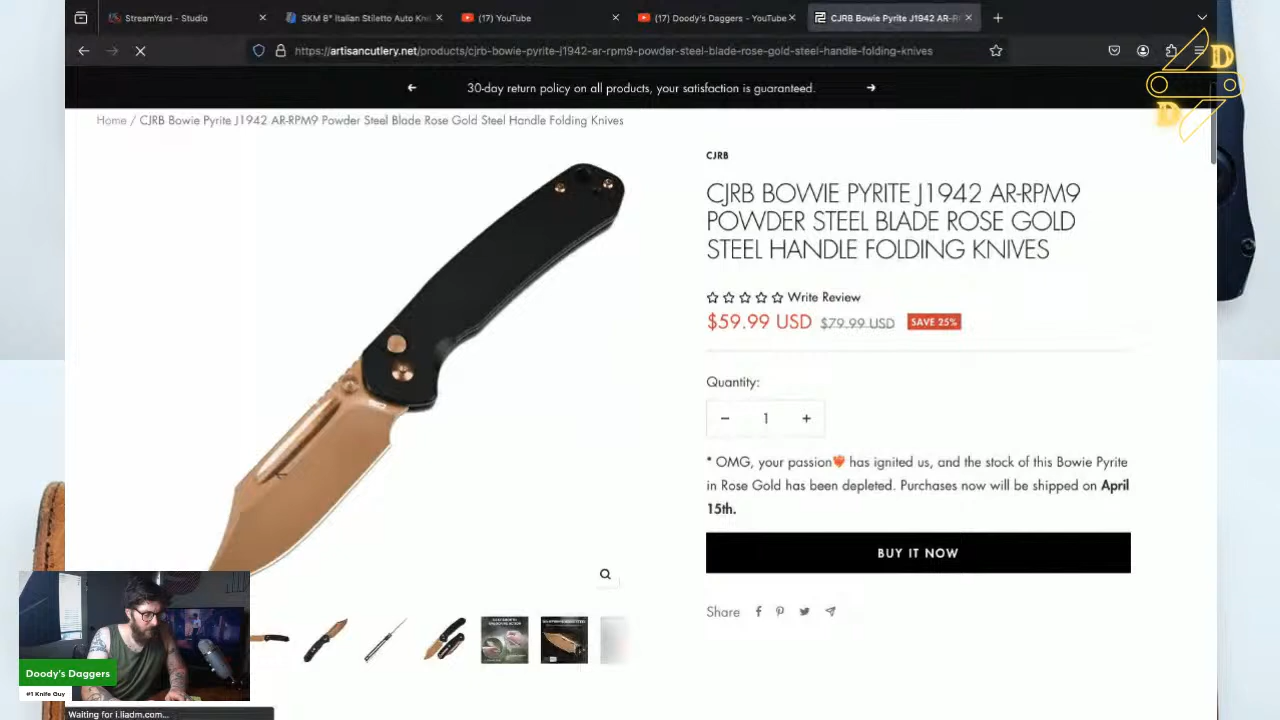 StreamYard - Studio
SKM 8" Italian Stiletto Auto Kni
(17) YouTube
(17) Doody's Daggers - YouTube
CJRB Bowie Pyrite J1942 AR-R
https://artisancutlery.net/products/cjrb-bowie-pyrite-j1942-ar-rpm9-powder-steel-blade-rose-gold-steel-handle-folding-knives
D
D
30-day return policy on all products, your satisfaction is guaranteed.
Home / CJRB Bowie Pyrite J1942 AR-RPM9 Powder Steel Blade Rose Gold Steel Handle Folding Knives
CJRB
CJRB BOWIE PYRITE J1942 AR-RPM9
POWDER STEEL BLADE ROSE GOLD
STEEL HANDLE FOLDING KNIVES
Write Review
$59.99 USD $79.99 USD SAVE 25%
Quantity:
− 1 +
* OMG, your passion❤️‍🔥 has ignited us, and the stock of this Bowie Pyrite
in Rose Gold has been depleted. Purchases now will be shipped on April
15th.
BUY IT NOW
Share
Doody's Daggers
#1 Knife Guy
Waiting for i.liadm.com...